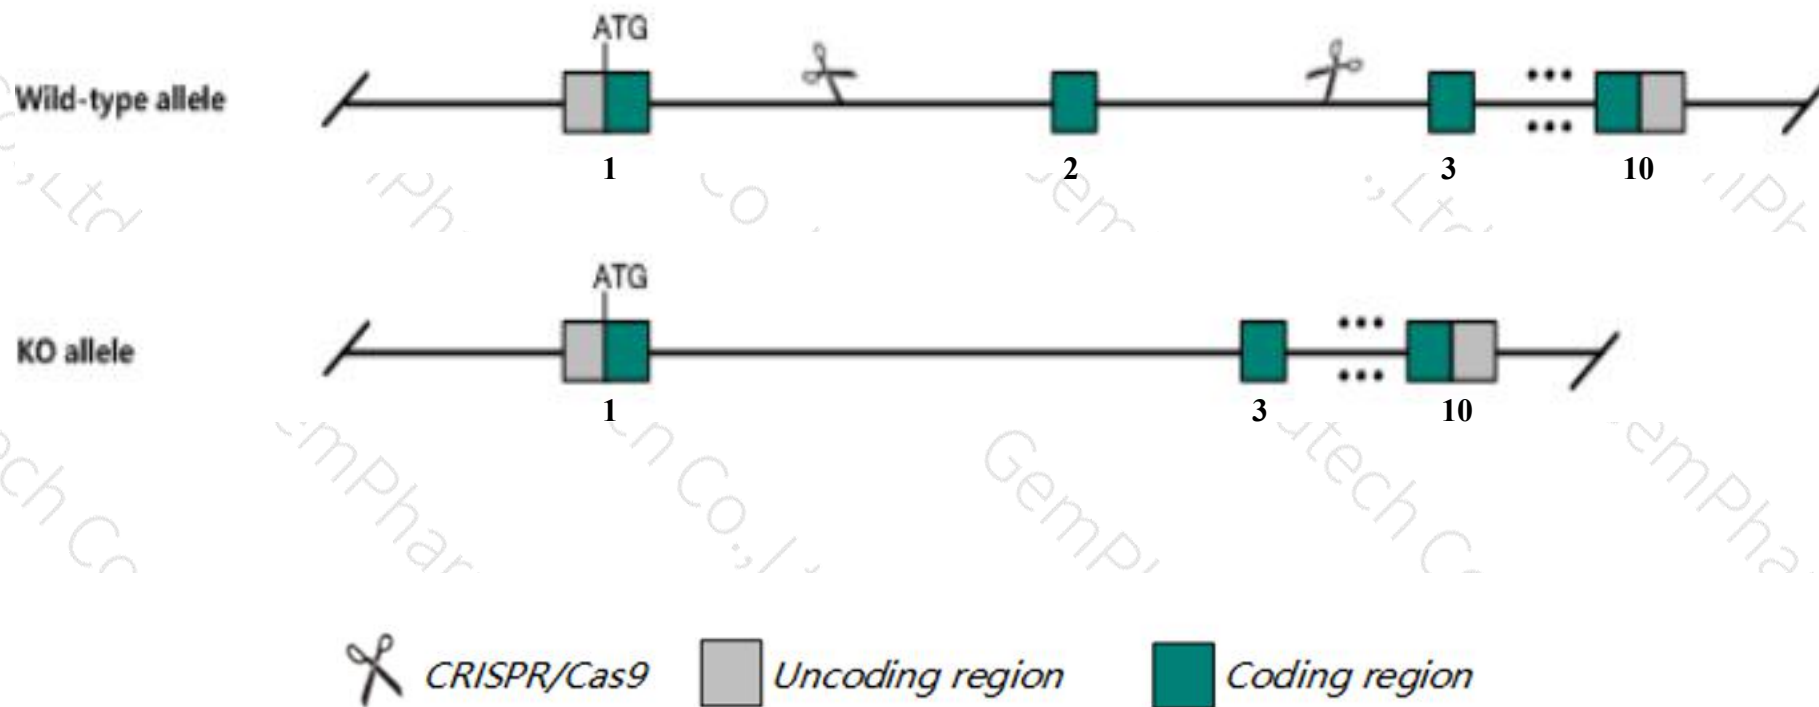 ATG
Wild-type allele
1 2 3 10
ATG
KO allele
1 3 10
CRISPR/Cas9 Uncoding region Coding region